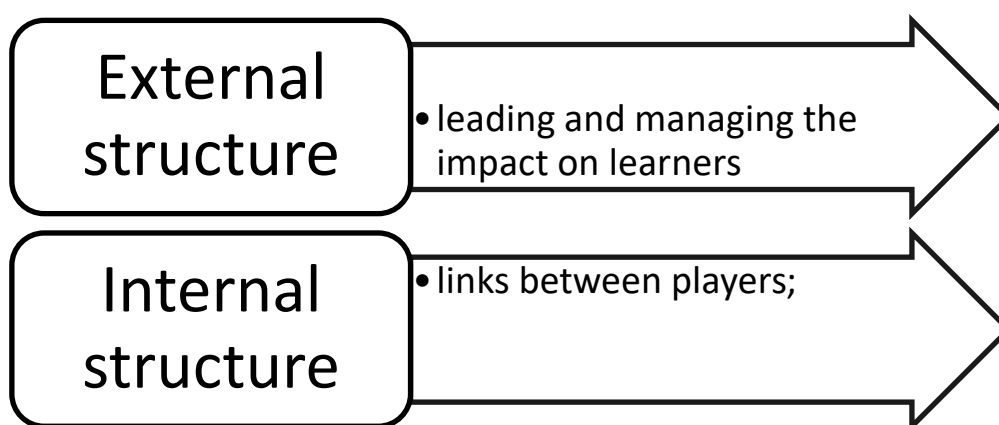 External
structure
• leading and managing the
impact on learners
Internal
structure
• links between players;